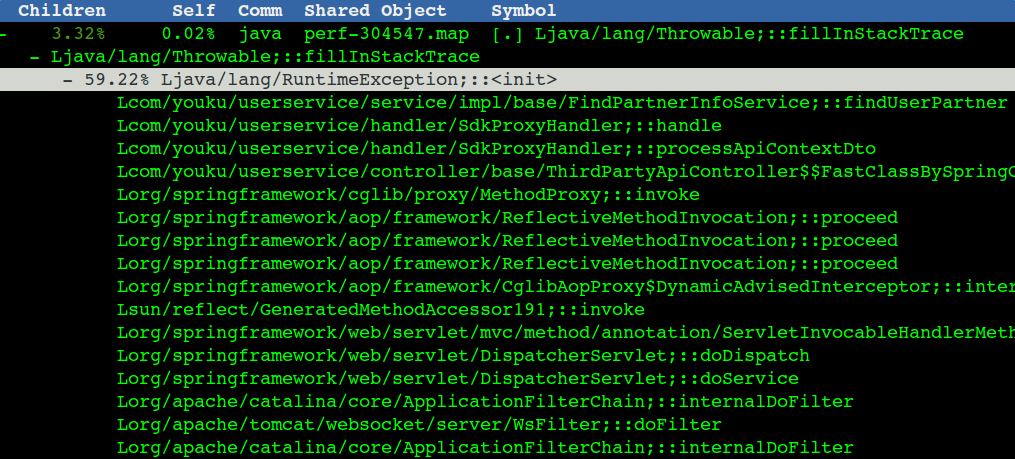 Children Self Comm Shared Object Symbol
- 3.32% 0.02% java perf-304547.map [.] Ljava/lang/Throwable;::fillInStackTrace
- Ljava/lang/Throwable;::fillInStackTrace
- 59.22% Ljava/lang/RuntimeException;::<init>
Lcom/youku/userservice/service/impl/base/FindPartnerInfoService;::findUserPartner
Lcom/youku/userservice/handler/SdkProxyHandler;::handle
Lcom/youku/userservice/handler/SdkProxyHandler;::processApiContextDto
Lcom/youku/userservice/controller/base/ThirdPartyApiController$$FastClassBySpringC
Lorg/springframework/cglib/proxy/MethodProxy;::invoke
Lorg/springframework/aop/framework/ReflectiveMethodInvocation;::proceed
Lorg/springframework/aop/framework/ReflectiveMethodInvocation;::proceed
Lorg/springframework/aop/framework/ReflectiveMethodInvocation;::proceed
Lorg/springframework/aop/framework/CglibAopProxy$DynamicAdvisedInterceptor;::inter
Lsun/reflect/GeneratedMethodAccessor191;::invoke
Lorg/springframework/web/servlet/mvc/method/annotation/ServletInvocableHandlerMeth
Lorg/springframework/web/servlet/DispatcherServlet;::doDispatch
Lorg/springframework/web/servlet/DispatcherServlet;::doService
Lorg/apache/catalina/core/ApplicationFilterChain;::internalDoFilter
Lorg/apache/tomcat/websocket/server/WsFilter;::doFilter
Lorg/apache/catalina/core/ApplicationFilterChain;::internalDoFilter